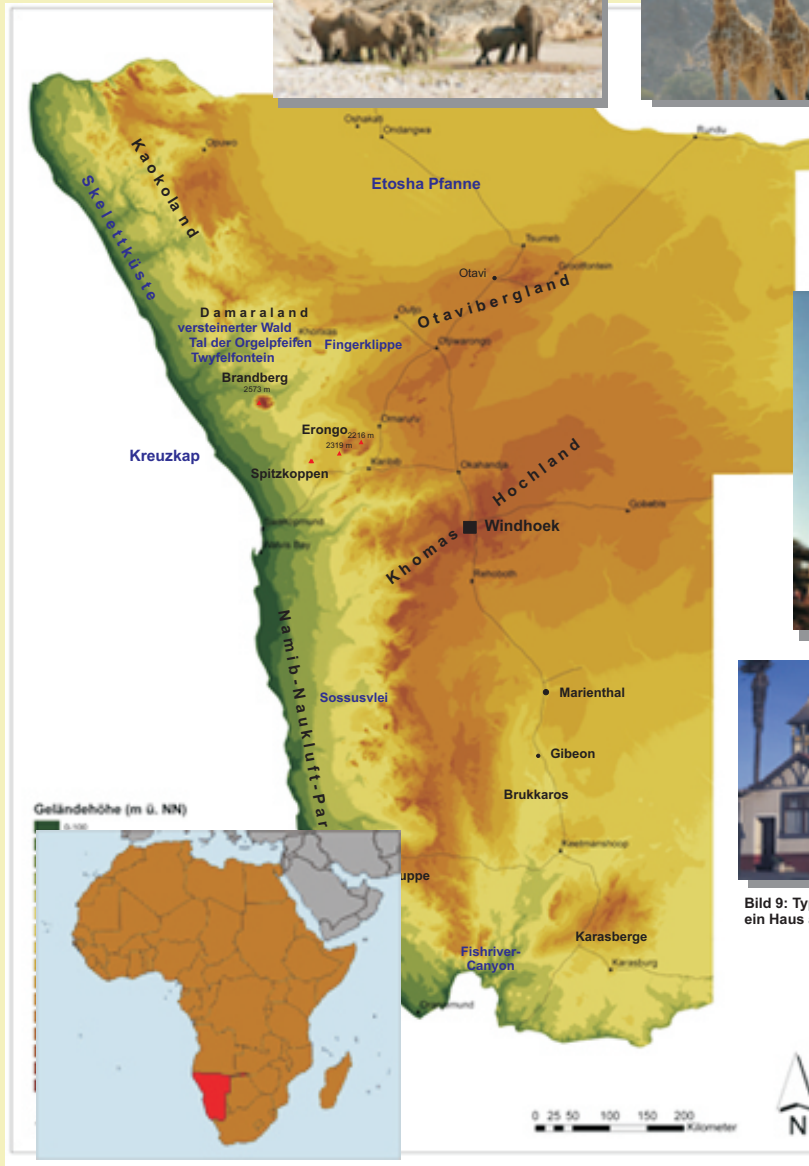 Oshakati
Ondangwa
Rundu
Opuwo
Kaokoland
Etosha Pfanne
Skelettküste
Tsumeb
Otavi
Grootfontein
Otavibergland
Damaraland
Outjo
versteinerter Wald
Khorixas
Tal der Orgelpfeifen
Fingerklippe
Otjiwarongo
Twyfelfontein
Brandberg
2573 m
Omaruru
Erongo
2216 m
2319 m
Kreuzkap
Spitzkoppen
Karibib
Okahandja
Hochland
Gobabis
Swakopmund
Windhoek
Walvis Bay
Khomas
Rehoboth
Namib-Naukluft-Par
Sossusvlei
Marienthal
Gibeon
Brukkaros
Geländehöhe (m ü. NN)
0-100
Keetmanshoop
uppe
Bild 9: Ty
ein Haus
Karasberge
Fishriver-
Canyon
Karasburg
0 25 50 100 150 200
Kilometer
N